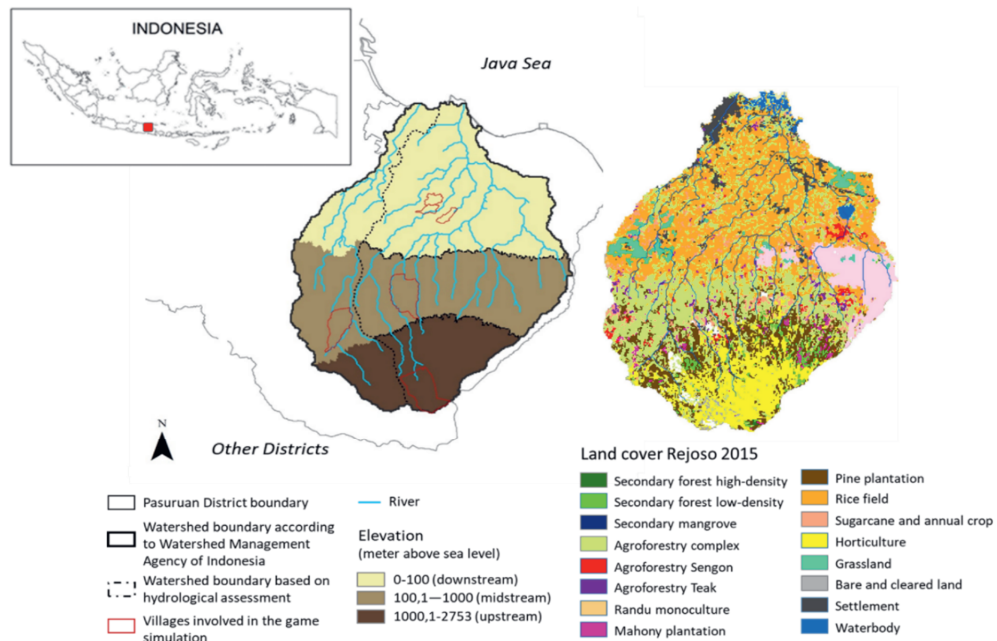 INDONESIA
Java Sea
N
Other Districts
Pasuruan District boundary
Watershed boundary according
to Watershed Management
Agency of Indonesia
Watershed boundary based on
hydrological assessment
Villages involved in the game
simulation
River
Elevation
(meter above sea level)
0-100 (downstream)
100,1—1000 (midstream)
1000,1-2753 (upstream)
Land cover Rejoso 2015
Secondary forest high-density
Secondary forest low-density
Secondary mangrove
Agroforestry complex
Agroforestry Sengon
Agroforestry Teak
Randu monoculture
Mahony plantation
Pine plantation
Rice field
Sugarcane and annual crop
Horticulture
Grassland
Bare and cleared land
Settlement
Waterbody